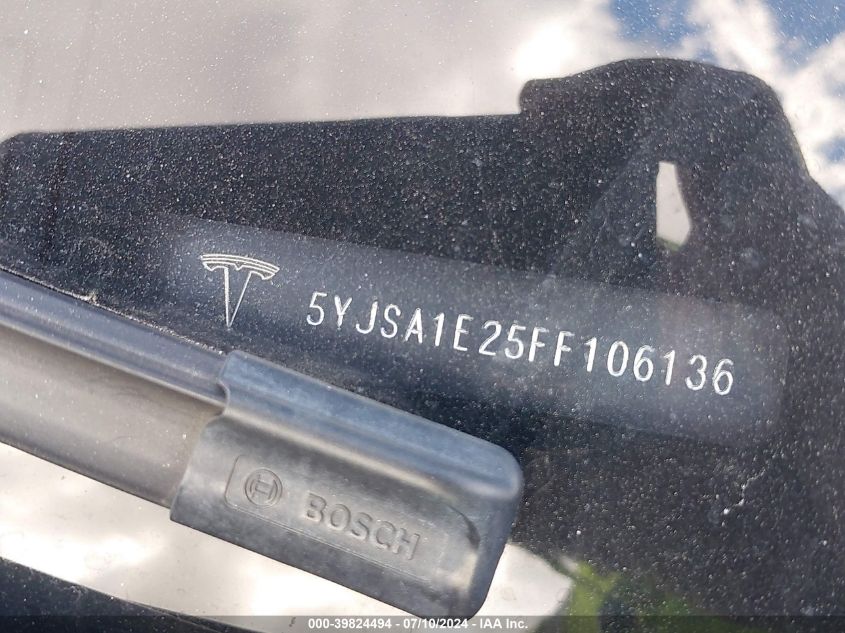 5YJSA1E25FF106136
BOSCH
000-39824494 - 07/10/2024 - IAA Inc.